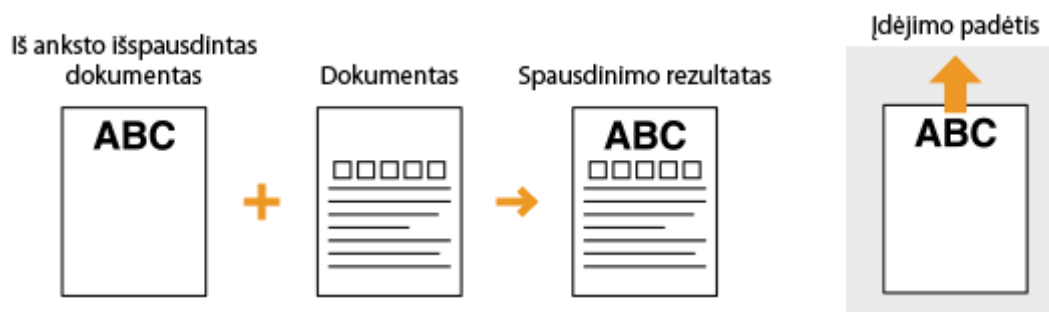 Iš anksto išspausdintas
dokumentas
Dokumentas
Spausdinimo rezultatas
Įdėjimo padėtis
ABC
ABC
ABC